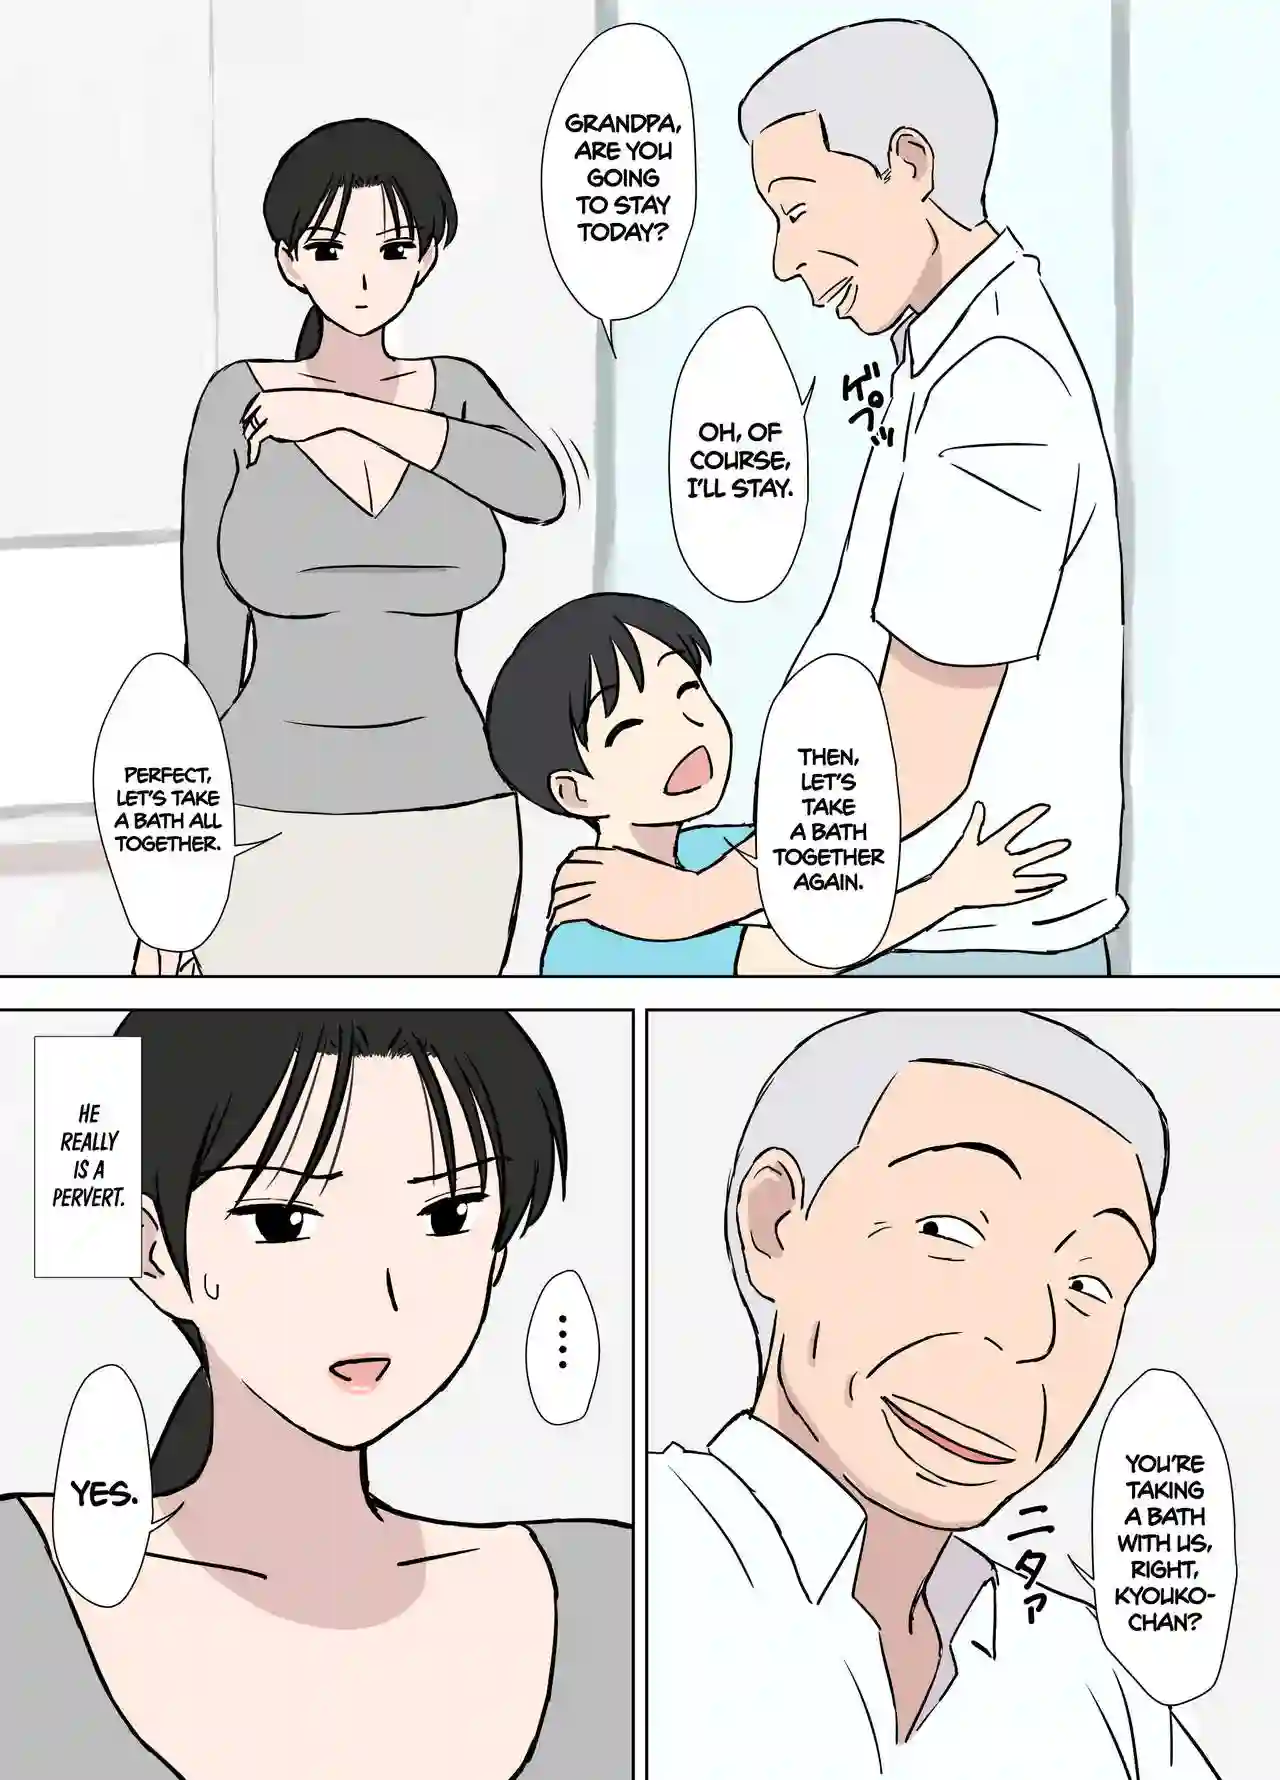 GRANDPA,
ARE YOU
GOING
TO STAY
TODAY?
OH, OF
COURSE,
I'LL STAY.
ゲプッ
THEN,
LET'S
TAKE
A BATH
TOGETHER
AGAIN.
PERFECT,
LET'S TAKE
A BATH ALL
TOGETHER.
YOU'RE
TAKING
A BATH
WITH US,
RIGHT,
KYOUKO-
CHAN?
ニタァ
HE
REALLY
IS A
PERVERT.
....
YES.